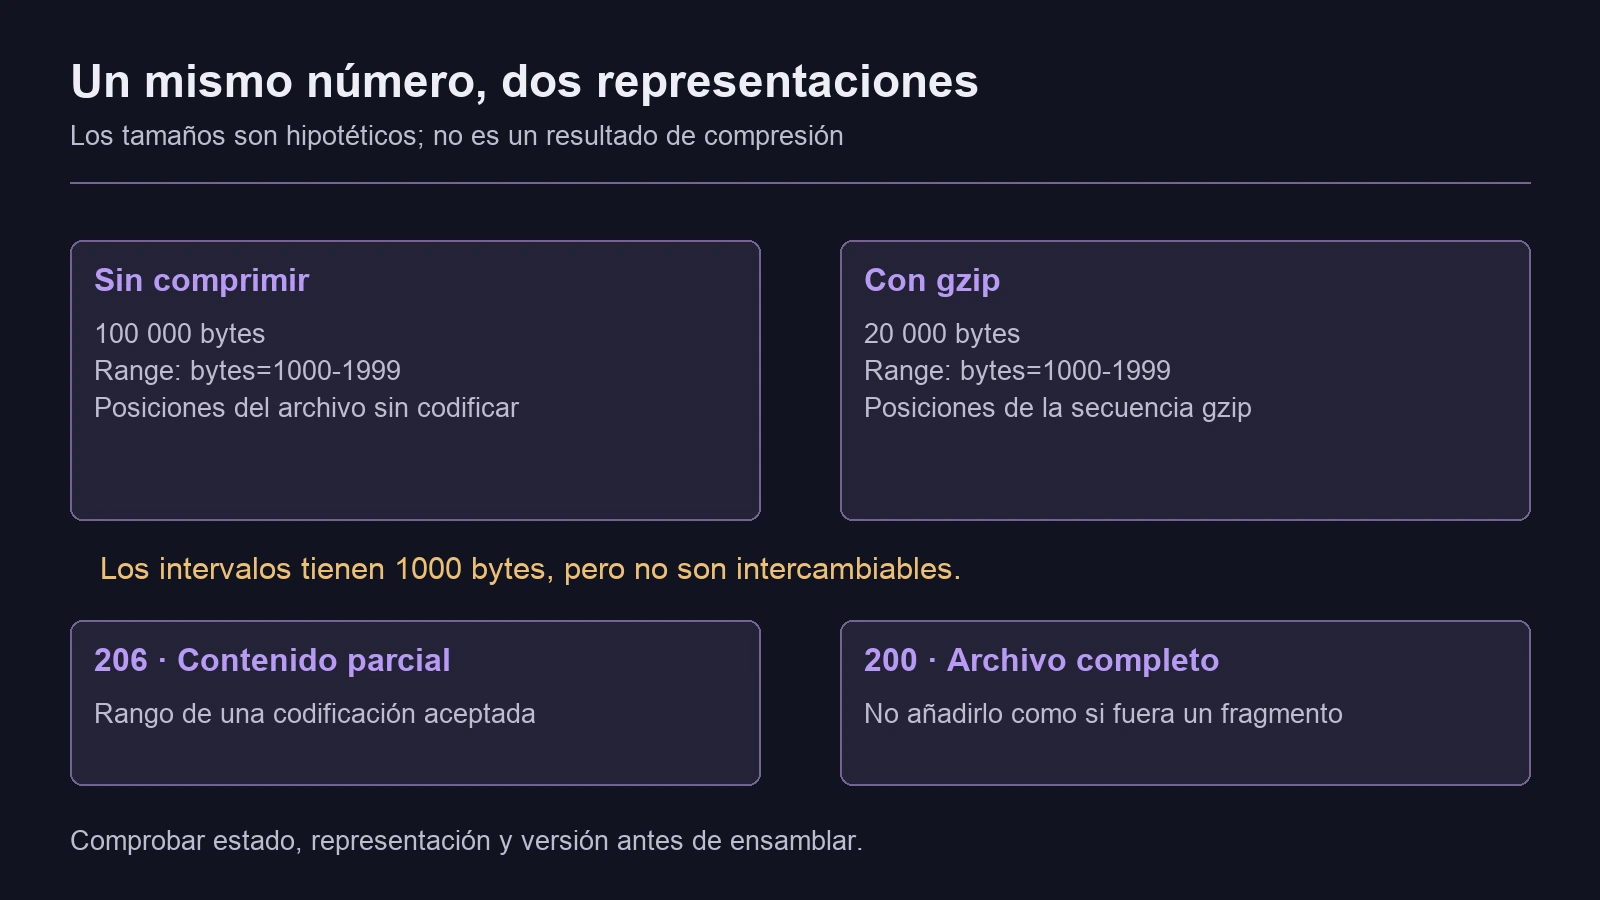 Un mismo número, dos representaciones
Los tamaños son hipotéticos; no es un resultado de compresión
Sin comprimir
100 000 bytes
Range: bytes=1000-1999
Posiciones del archivo sin codificar
Con gzip
20 000 bytes
Range: bytes=1000-1999
Posiciones de la secuencia gzip
Los intervalos tienen 1000 bytes, pero no son intercambiables.
206 · Contenido parcial
Rango de una codificación aceptada
200 · Archivo completo
No añadirlo como si fuera un fragmento
Comprobar estado, representación y versión antes de ensamblar.